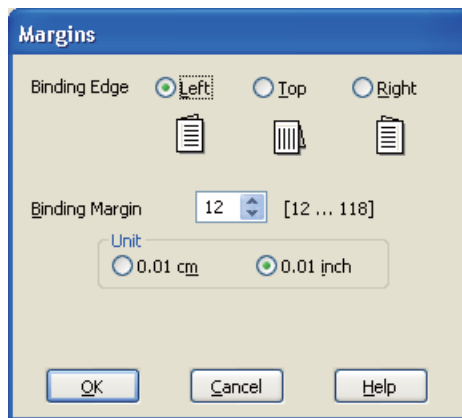 Margins
Binding Edge Left Top Right
Binding Margin 12 [12 ... 118]
Unit
0.01 cm 0.01 inch
OK Cancel Help